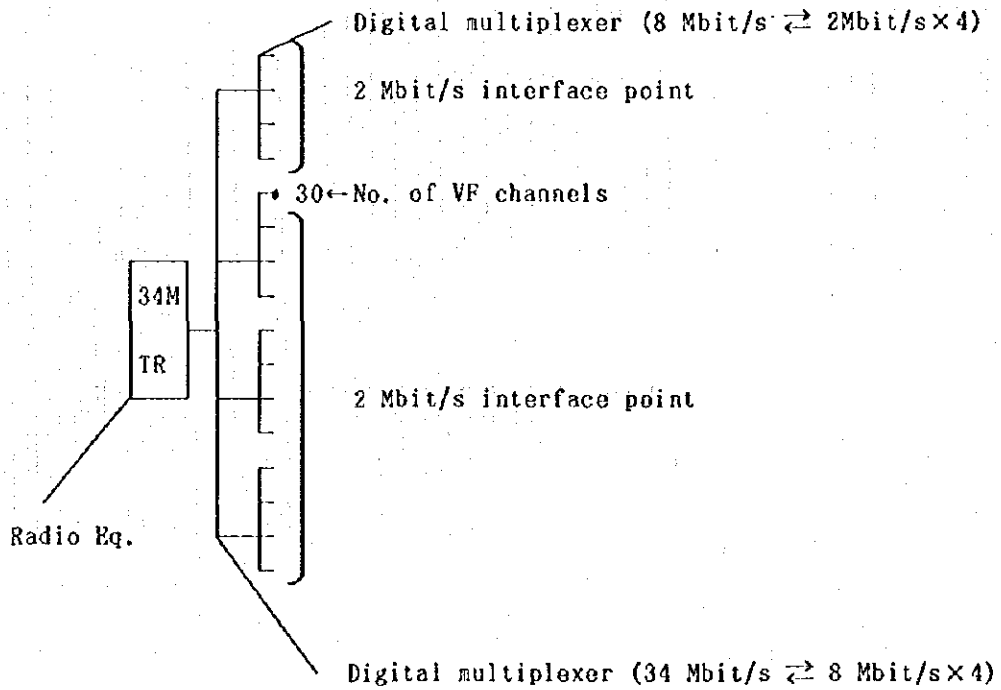 Digital multiplexer (8 Mbit/s ⇄ 2Mbit/s×4)
2 Mbit/s interface point
30←No. of VF channels
34M
TR
2 Mbit/s interface point
Radio Eq.
Digital multiplexer (34 Mbit/s ⇄ 8 Mbit/s×4)